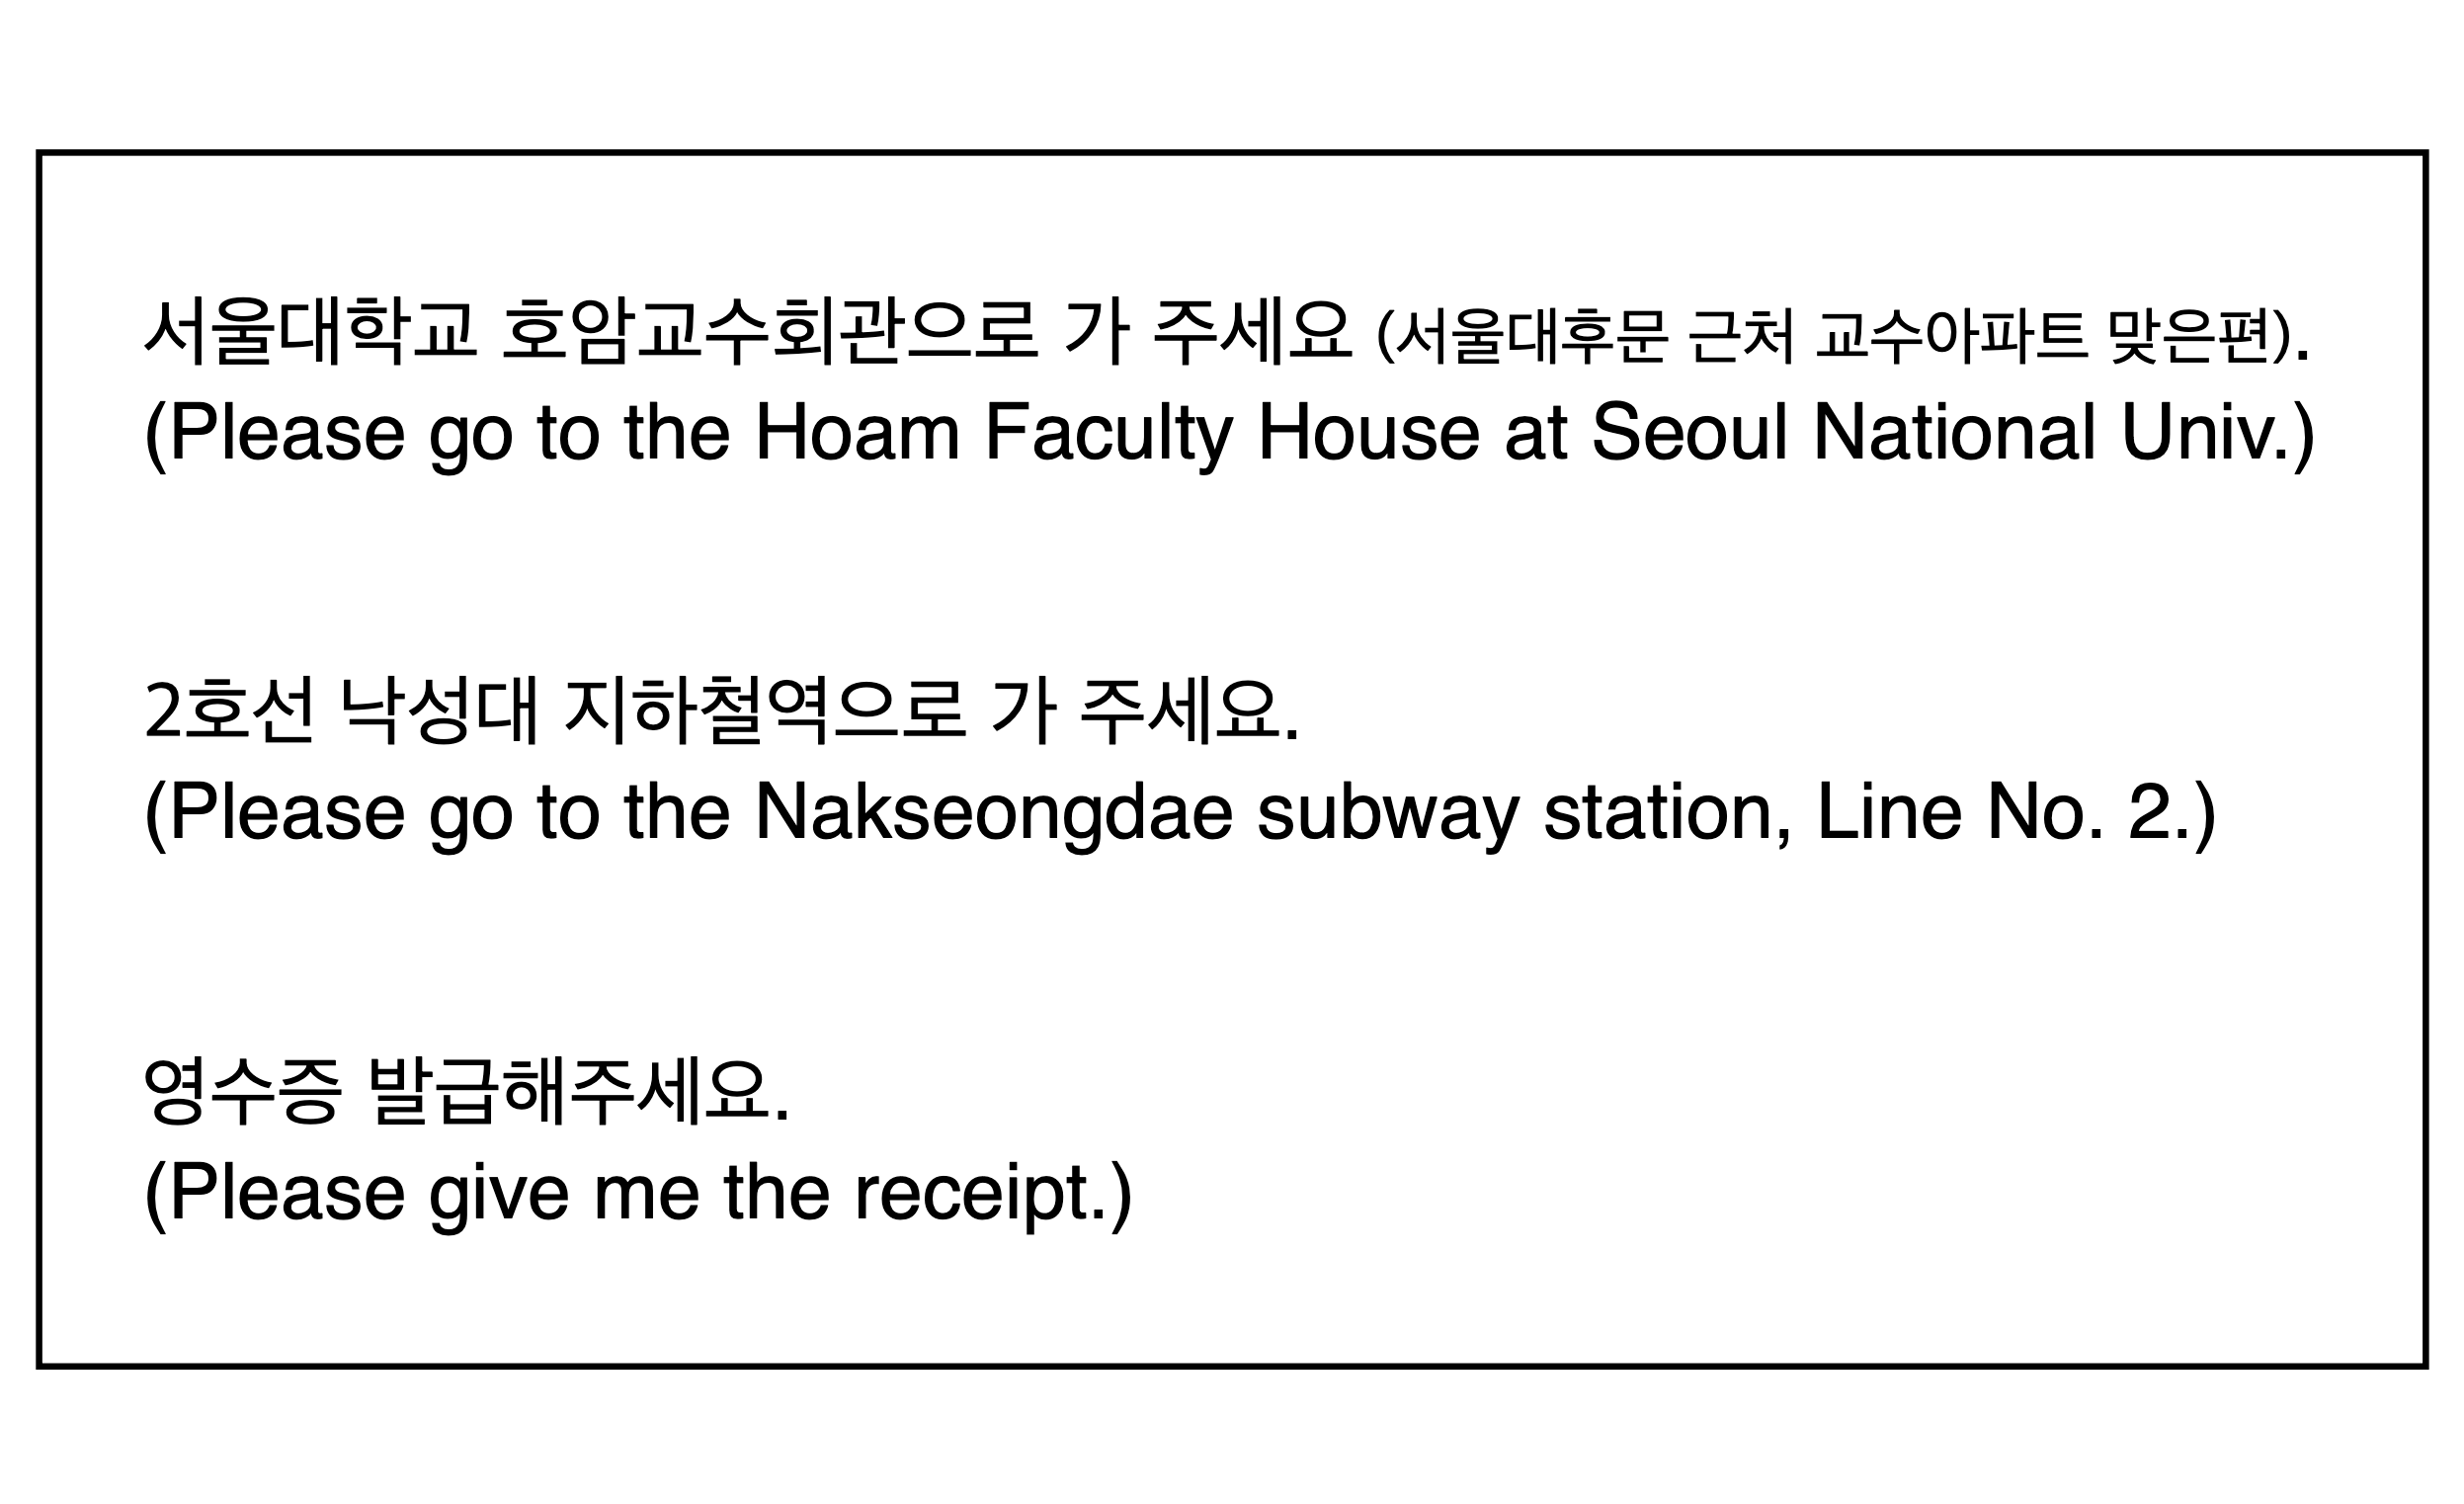 서울대학교 호암교수회관으로 가 주세요 (서울대후문 근처 교수아파트 맞은편).
(Please go to the Hoam Faculty House at Seoul National Univ.)
2호선 낙성대 지하철역으로 가 주세요.
(Please go to the Nakseongdae subway station, Line No. 2.)
영수증 발급해주세요.
(Please give me the receipt.)